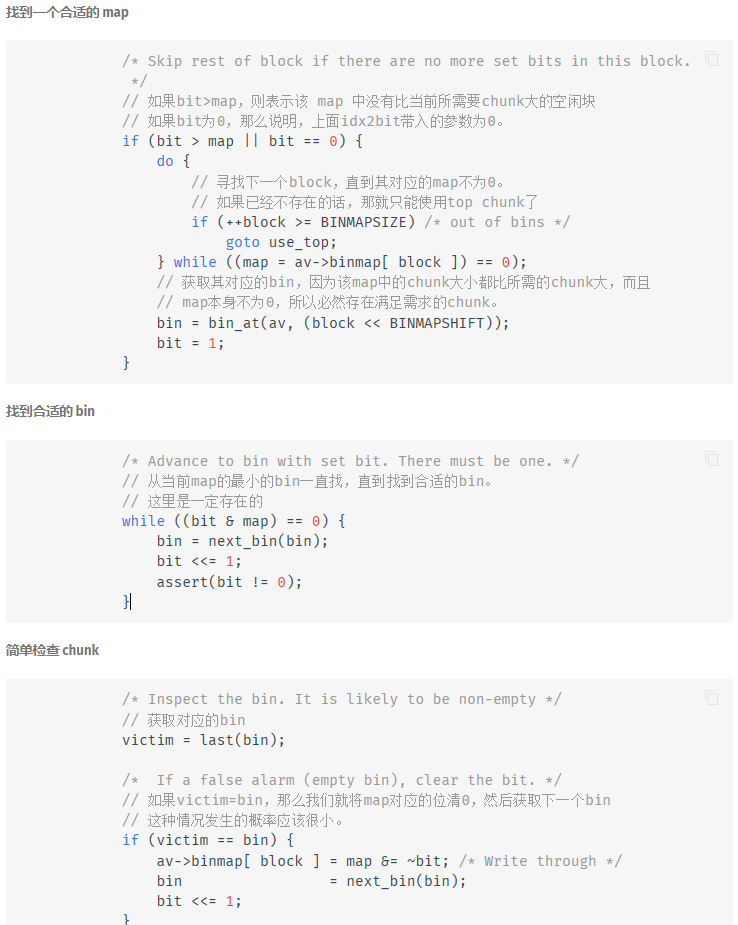 找到一个合适的 map
/* Skip rest of block if there are no more set bits in this block.
*/
// 如果bit>map，则表示该 map 中没有比当前所需要chunk大的空闲块
// 如果bit为0，那么说明，上面idx2bit带入的参数为0。
if (bit > map || bit == 0) {
do {
// 寻找下一个block，直到其对应的map不为0。
// 如果已经不存在的话，那就只能使用top chunk了
if (++block >= BINMAPSIZE) /* out of bins */
goto use_top;
} while ((map = av->binmap[ block ]) == 0);
// 获取其对应的bin，因为该map中的chunk大小都比所需的chunk大，而且
// map本身不为0，所以必然存在满足需求的chunk。
bin = bin_at(av, (block << BINMAPSHIFT));
bit = 1;
}
找到合适的 bin
/* Advance to bin with set bit. There must be one. */
// 从当前map的最小的bin一直找，直到找到合适的bin。
// 这里是一定存在的
while ((bit & map) == 0) {
bin = next_bin(bin);
bit <<= 1;
assert(bit != 0);
}
简单检查 chunk
/* Inspect the bin. It is likely to be non-empty */
// 获取对应的bin
victim = last(bin);
/*  If a false alarm (empty bin), clear the bit. */
// 如果victim=bin，那么我们就将map对应的位清0，然后获取下一个bin
// 这种情况发生的概率应该很小。
if (victim == bin) {
av->binmap[ block ] = map &= ~bit; /* Write through */
bin                 = next_bin(bin);
bit <<= 1;
}